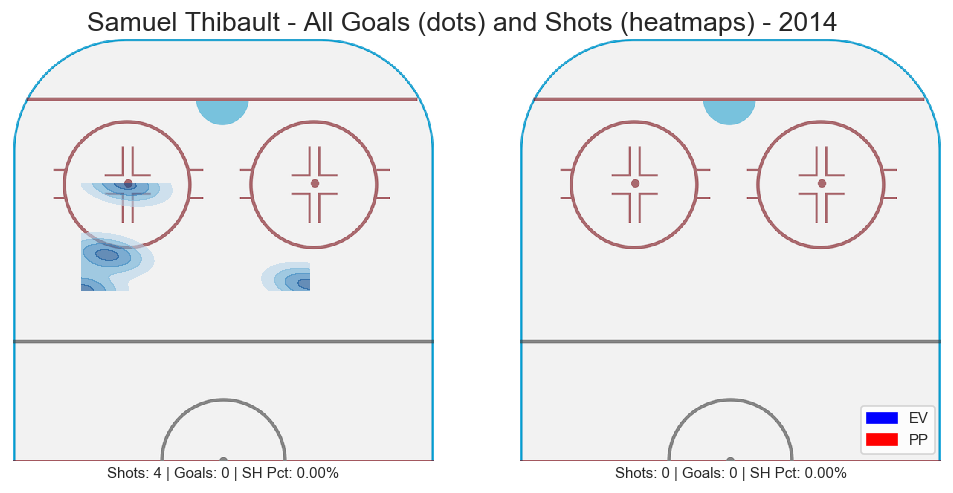 Samuel Thibault - All Goals (dots) and Shots (heatmaps) - 2014
EV
PP
Shots: 4 | Goals: 0 | SH Pct: 0.00%
Shots: 0 | Goals: 0 | SH Pct: 0.00%